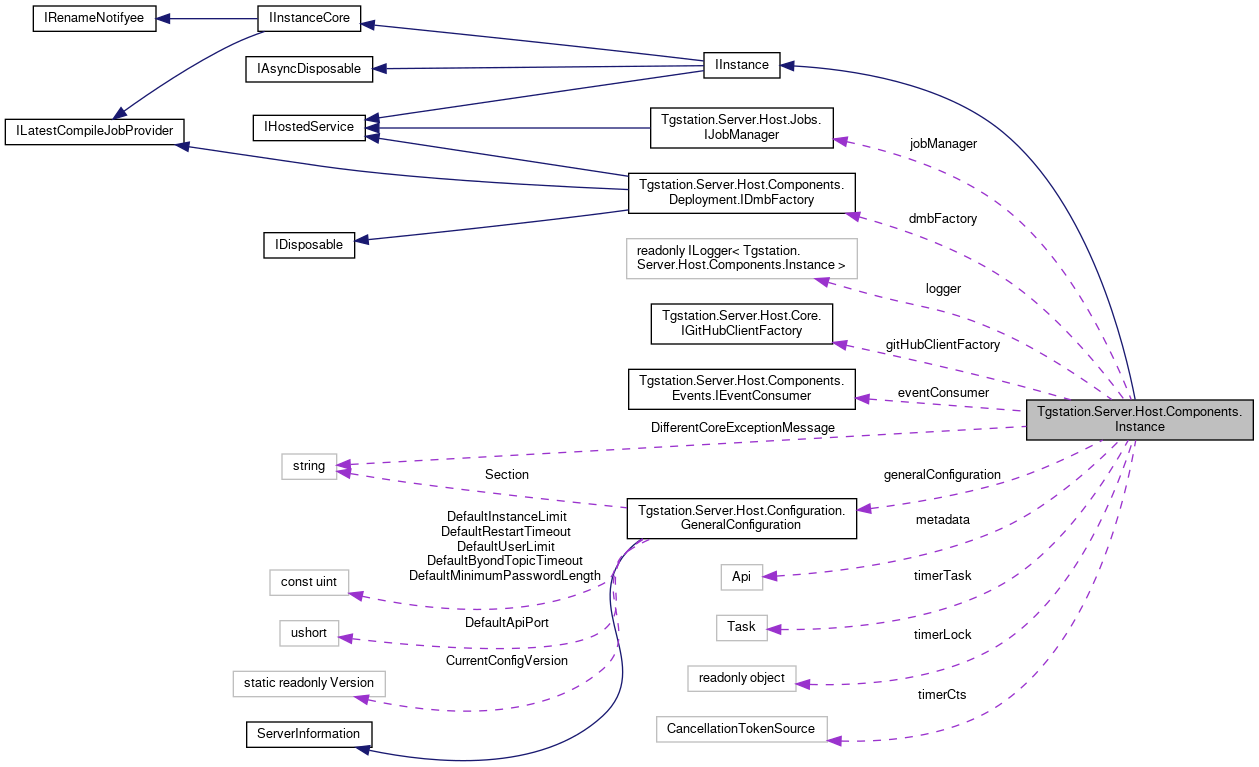 IRenameNotifyee
IInstanceCore
IInstance
IAsyncDisposable
ILatestCompileJobProvider
IHostedService
Tgstation.Server.Host.Jobs.
IJobManager
jobManager
Tgstation.Server.Host.Components.
Deployment.IDmbFactory
dmbFactory
IDisposable
readonly ILogger< Tgstation.
Server.Host.Components.Instance >
logger
Tgstation.Server.Host.Core.
IGitHubClientFactory
gitHubClientFactory
Tgstation.Server.Host.Components.
Events.IEventConsumer
eventConsumer
Tgstation.Server.Host.Components.
Instance
DifferentCoreExceptionMessage
string
Section
generalConfiguration
Tgstation.Server.Host.Configuration.
GeneralConfiguration
DefaultInstanceLimit
DefaultRestartTimeout
DefaultUserLimit
DefaultByondTopicTimeout
DefaultMinimumPasswordLength
const uint
metadata
Api
timerTask
Task
DefaultApiPort
ushort
timerLock
readonly object
CurrentConfigVersion
static readonly Version
timerCts
CancellationTokenSource
ServerInformation